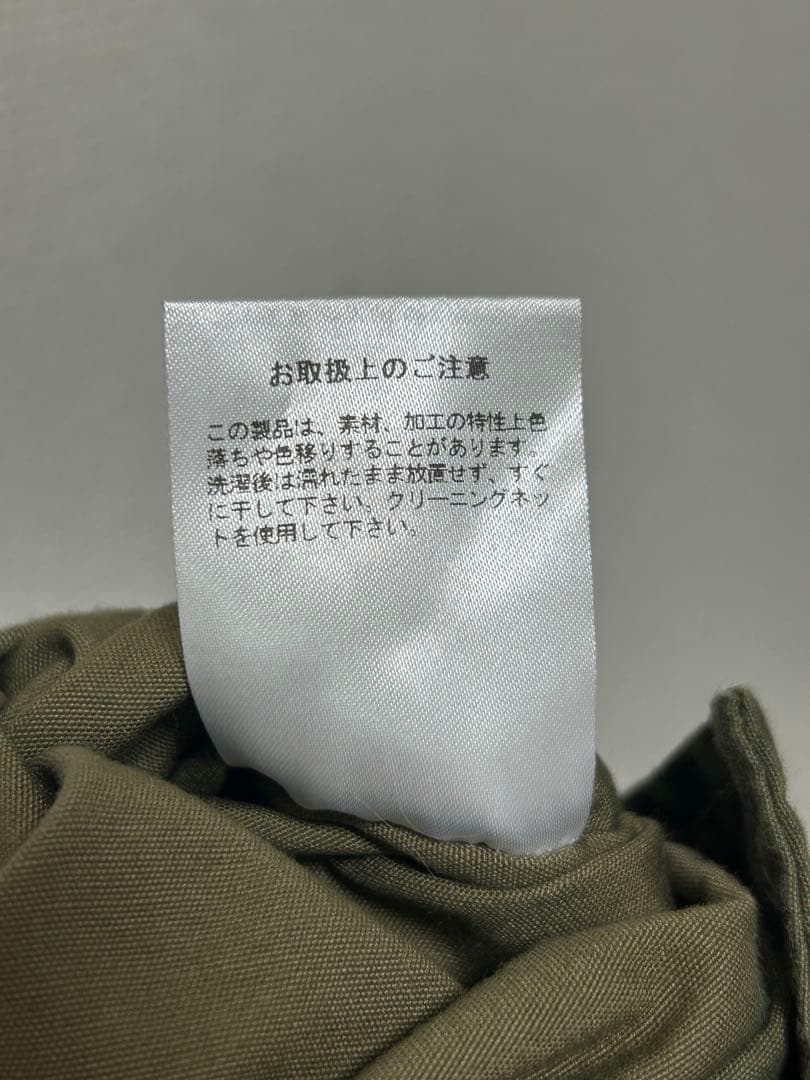 お取扱上のご注意
この製品は、素材、加工の特性上色
落ちや色移りすることがあります。
洗濯後は濡れたまま放置せず、すぐ
に干して下さい。クリーニングネッ
トを使用して下さい。